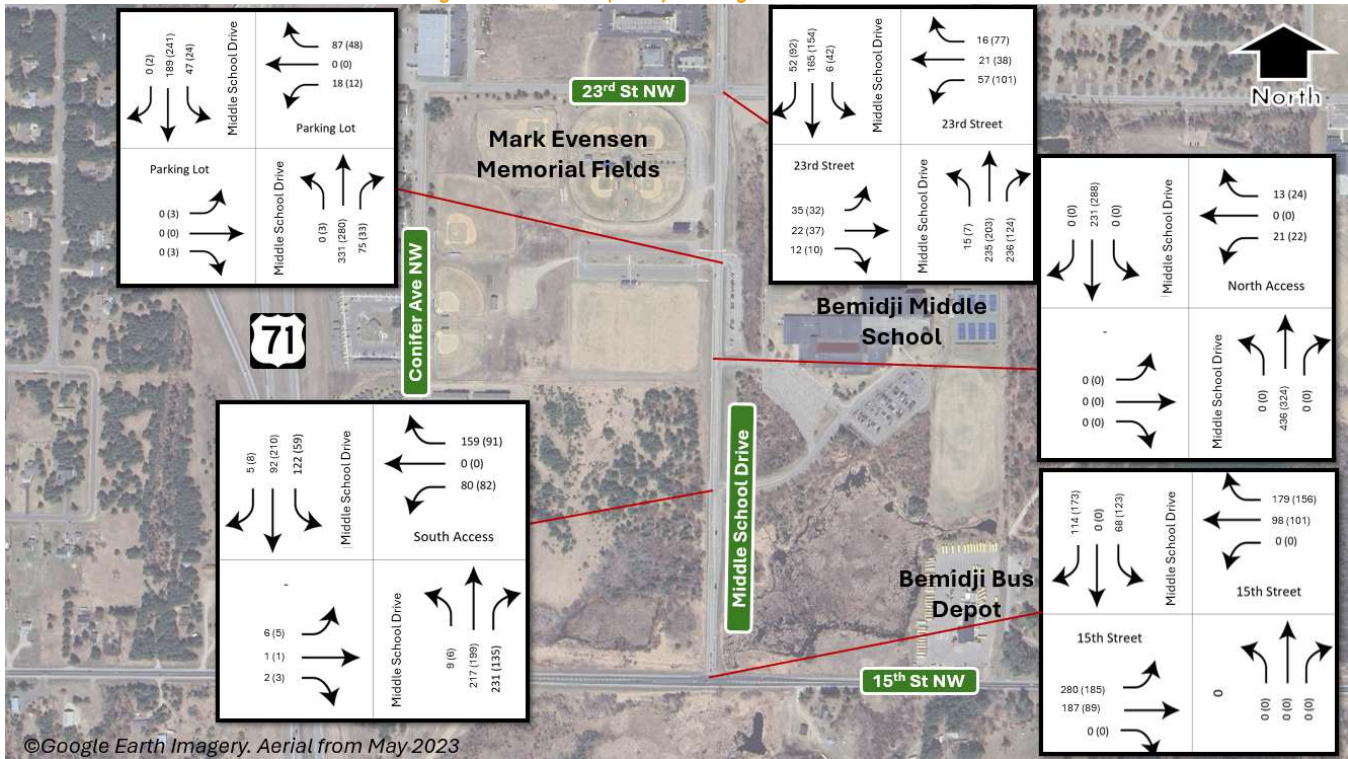 0 (2)
189 (241)
47 (24)
Middle School Drive
87 (48)
0 (0)
18 (12)
Parking Lot
Parking Lot
0 (3)
0 (0)
0 (3)
Middle School Drive
0 (3)
331 (280)
75 (33)
23rd St NW
Mark Evensen
Memorial Fields
52 (92)
165 (154)
6 (42)
Middle School Drive
16 (77)
21 (38)
57 (101)
23rd Street
23rd Street
35 (32)
22 (37)
12 (10)
Middle School Drive
15 (7)
235 (203)
236 (124)
North
0 (0)
231 (288)
0 (0)
Middle School Drive
13 (24)
0 (0)
21 (22)
North Access
-
0 (0)
0 (0)
0 (0)
Middle School Drive
0 (0)
436 (324)
0 (0)
71
Conifer Ave NW
Bemidji Middle
School
5 (8)
92 (210)
122 (59)
Middle School Drive
159 (91)
0 (0)
80 (82)
South Access
-
6 (5)
1 (1)
2 (3)
Middle School Drive
9 (6)
217 (199)
231 (135)
Middle School Drive
Bemidji Bus
Depot
114 (173)
0 (0)
68 (123)
Middle School Drive
179 (156)
98 (101)
0 (0)
15th Street
15th Street
280 (185)
187 (89)
0 (0)
0
0 (0)
0 (0)
0 (0)
15th St NW
©Google Earth Imagery. Aerial from May 2023